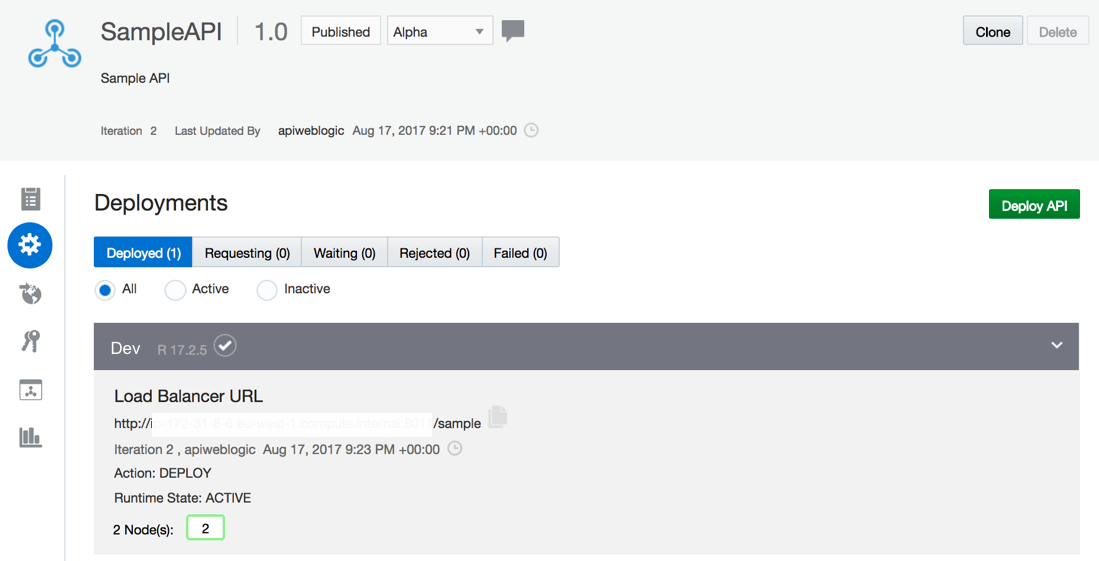 SampleAPI 1.0 Published Alpha Clone Delete
Sample API
Iteration 2 Last Updated By apiweblogic Aug 17, 2017 9:21 PM +00:00
Deployments Deploy API
Deployed (1) Requesting (0) Waiting (0) Rejected (0) Failed (0)
All Active Inactive
Dev R 17.2.5
Load Balancer URL
http:// /sample
Iteration 2 , apiweblogic Aug 17, 2017 9:23 PM +00:00
Action: DEPLOY
Runtime State: ACTIVE
2 Node(s): 2